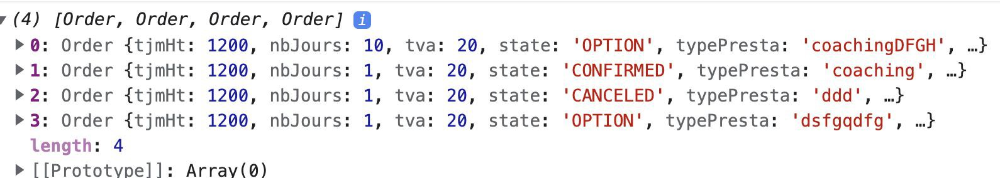 (4) [Order, Order, Order, Order] i
0: Order {tjmHt: 1200, nbJours: 10, tva: 20, state: 'OPTION', typePresta: 'coachingDFGH', …}
1: Order {tjmHt: 1200, nbJours: 1, tva: 20, state: 'CONFIRMED', typePresta: 'coaching', …}
2: Order {tjmHt: 1200, nbJours: 1, tva: 20, state: 'CANCELED', typePresta: 'ddd', …}
3: Order {tjmHt: 1200, nbJours: 1, tva: 20, state: 'OPTION', typePresta: 'dsfgqdfg', …}
length: 4
[[Prototype]]: Array(0)